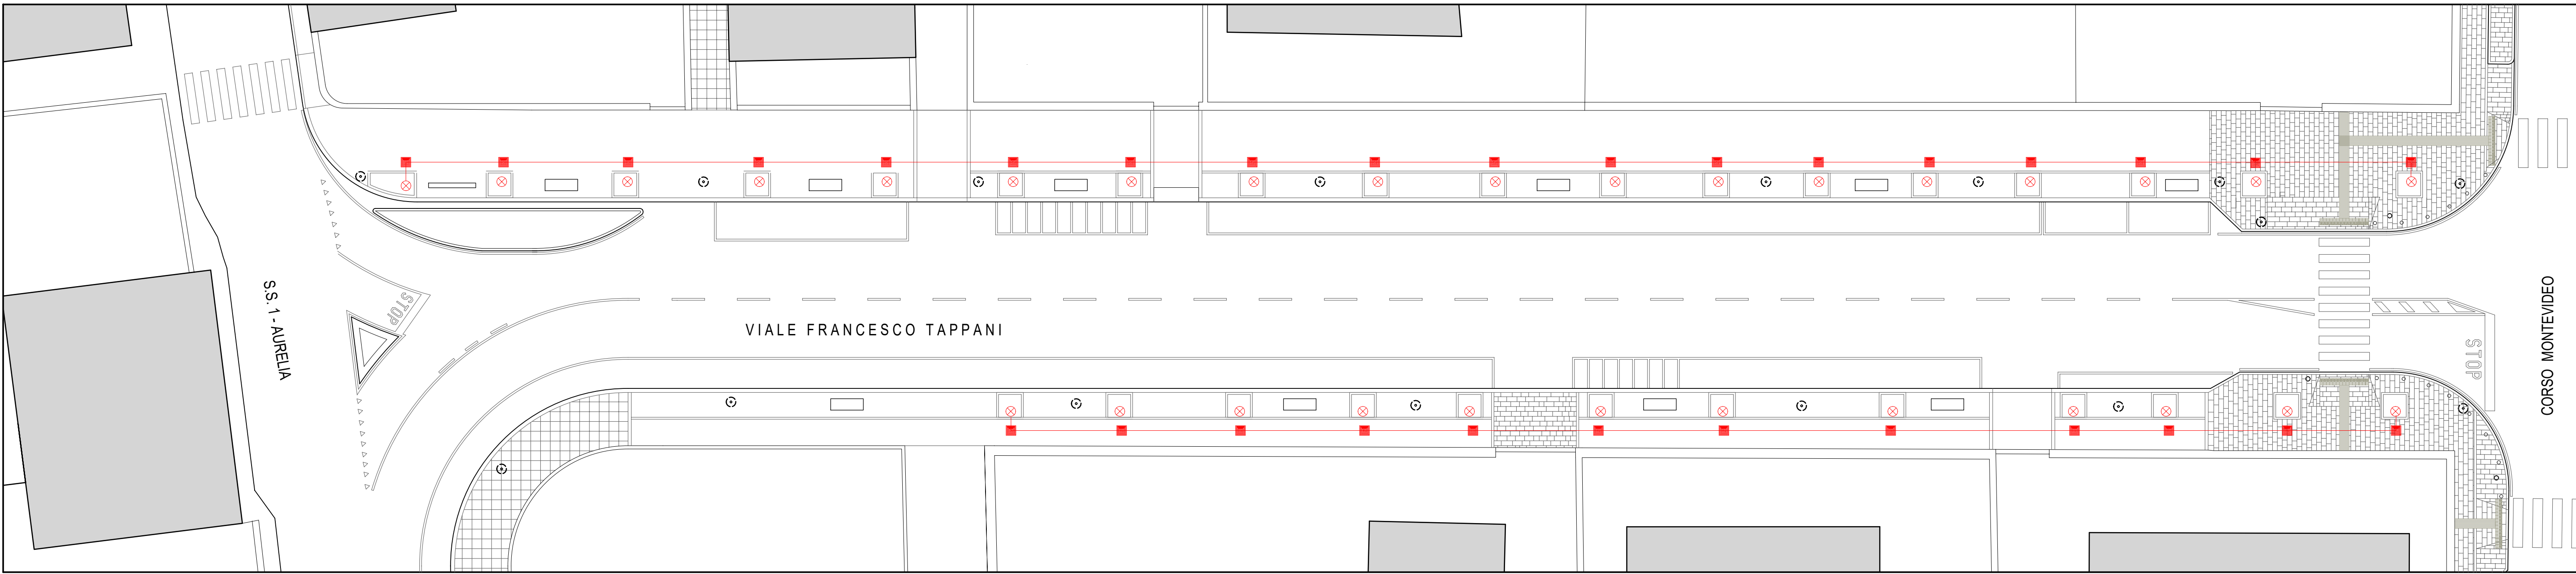 S.S. 1 - AURELIA
STOP
VIALE FRANCESCO TAPPANI
STOP
CORSO MONTEVIDEO